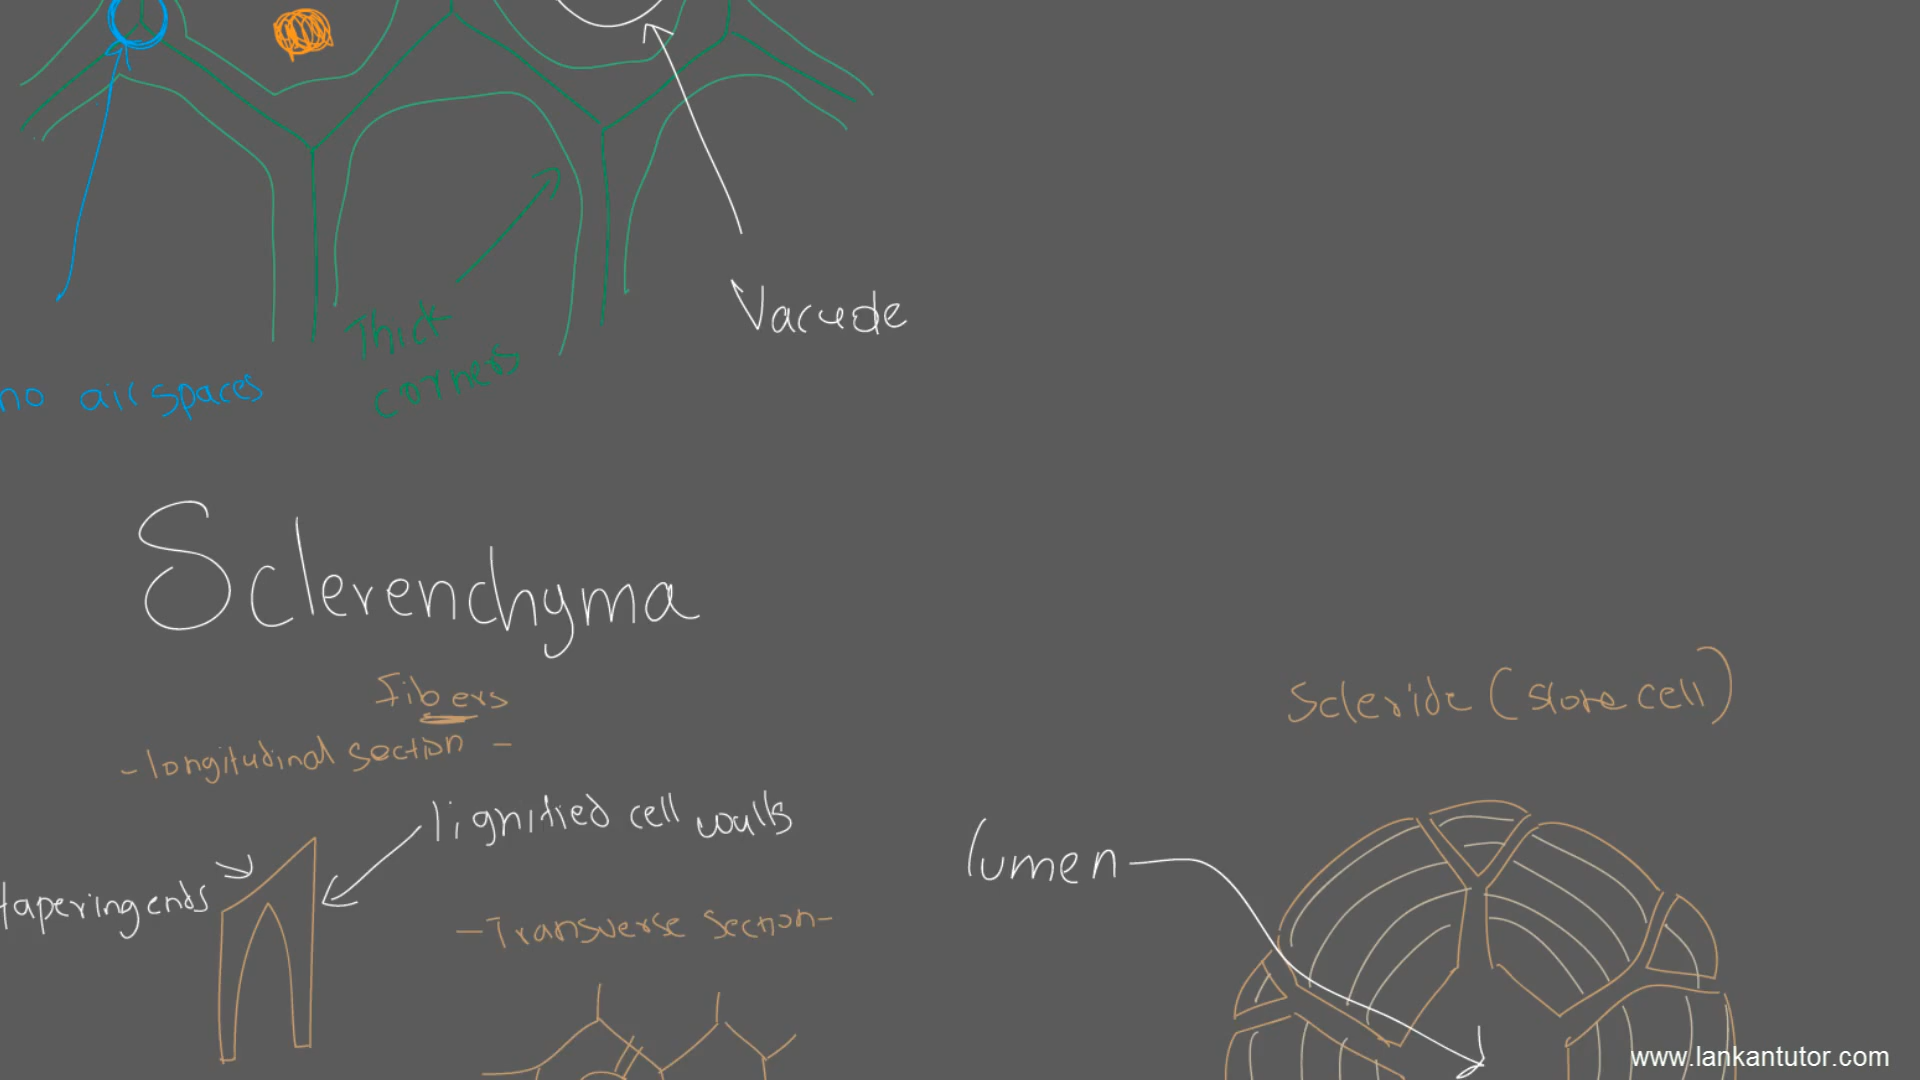 Vacuole
Thick
corners
no air spaces
Sclerenchyma
Fibers
- longitudinal section -
Scleride (stone cell)
lignified cell walls
lumen
tapering ends
- Transverse section -
www.lankantutor.com